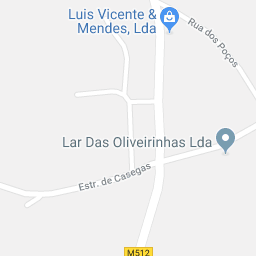 Luis Vicente &
Mendes, Lda
Rua dos Poços
Lar Das Oliveirinhas Lda
Estr. de Casegas
M512